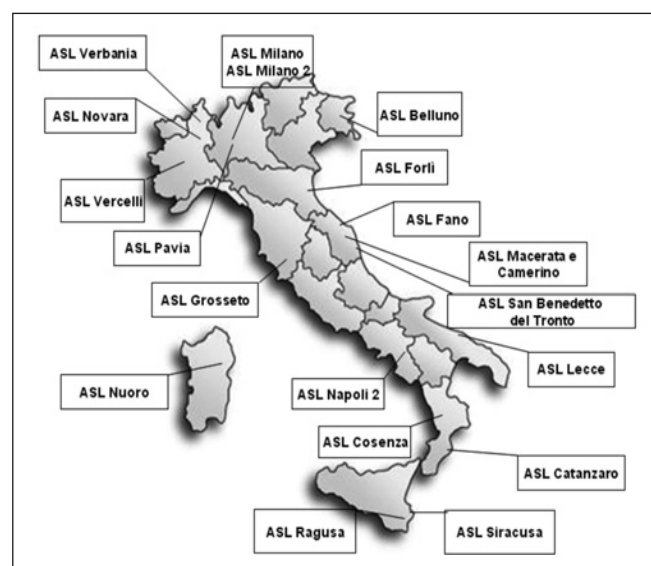 ASL Verbania
ASL Milano
ASL Milano 2
ASL Novara
ASL Belluno
ASL Vercelli
ASL Forlì
ASL Fano
ASL Pavia
ASL Macerata e
Camerino
ASL Grosseto
ASL San Benedetto
del Tronto
ASL Lecce
ASL Nuoro
ASL Napoli 2
ASL Cosenza
ASL Catanzaro
ASL Ragusa
ASL Siracusa